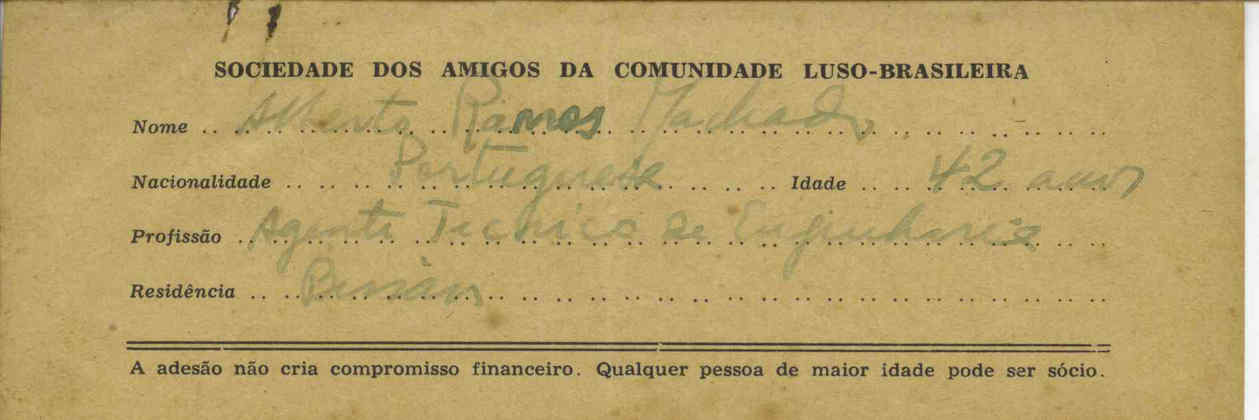 SOCIEDADE DOS AMIGOS DA COMUNIDADE LUSO-BRASILEIRA
Nome Alberto Ramos Machado
Nacionalidade Portuguesa Idade 42 anos
Profissão Agente Tecnico de Engenharia
Residência
A adesão não cria compromisso financeiro. Qualquer pessoa de maior idade pode ser sócio.